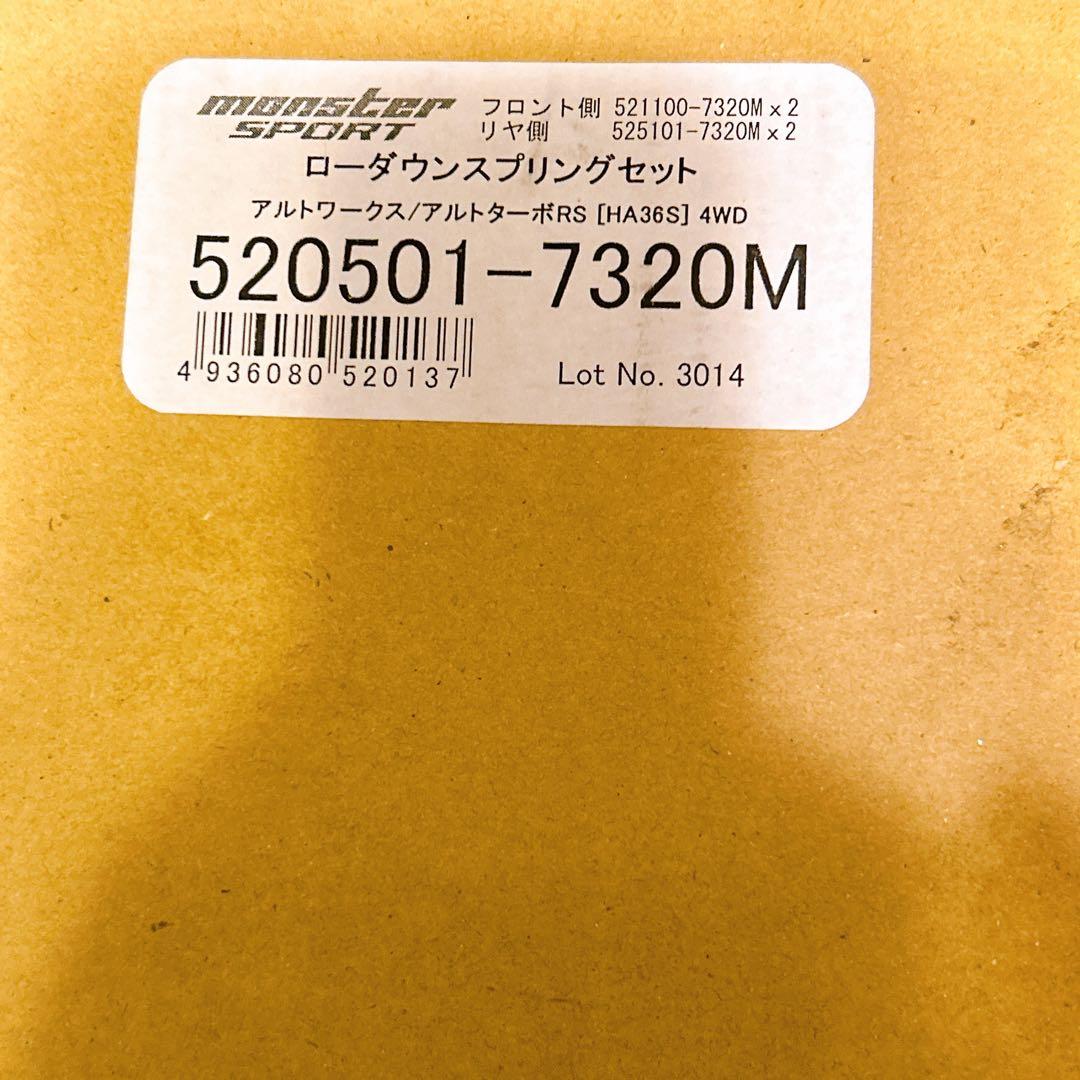 monster SPORT
フロント側 521100-7320M x 2
リヤ側 525101-7320M x 2
ローダウンスプリングセット
アルトワークス/アルトターボRS [HA36S] 4WD
520501-7320M
4 936080 520137
Lot No. 3014